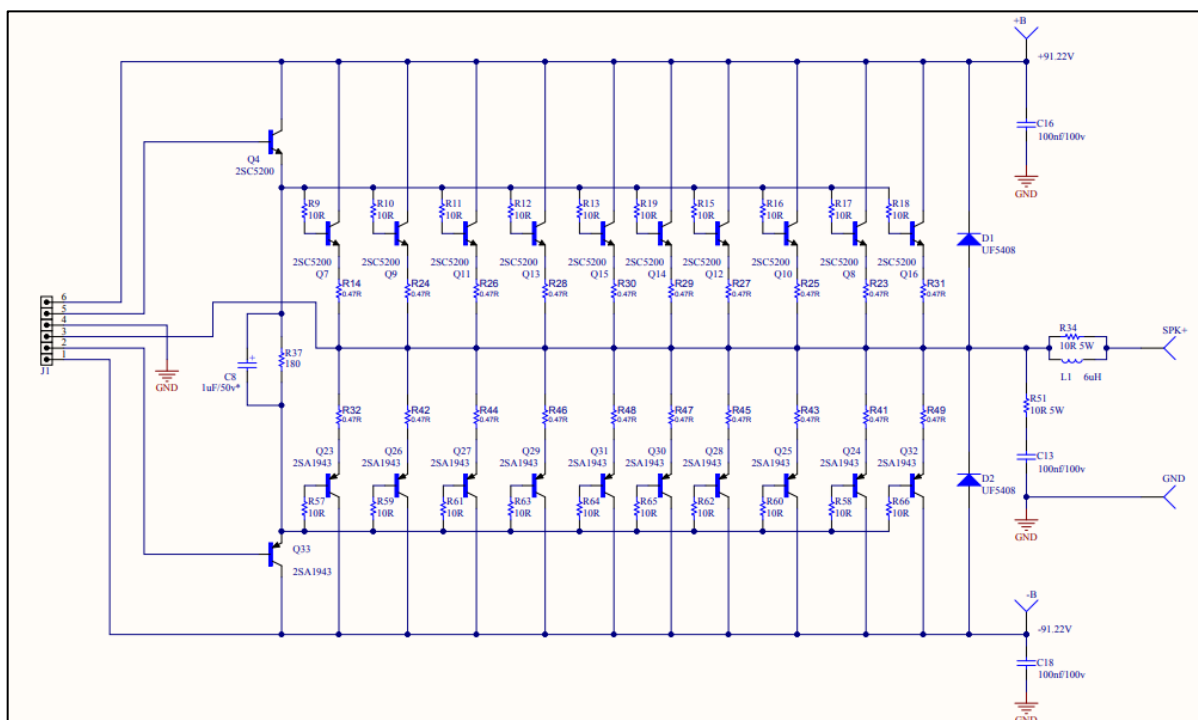 +B
+91.22V
C16
100nf/100v
GND
Q4
2SC5200
R9
10R
R10
10R
R11
10R
R12
10R
R13
10R
R19
10R
R15
10R
R16
10R
R17
10R
R18
10R
2SC5200
Q7
2SC5200
Q9
2SC5200
Q11
2SC5200
Q13
2SC5200
Q15
2SC5200
Q14
2SC5200
Q12
2SC5200
Q10
2SC5200
Q8
2SC5200
Q16
D1
UF5408
R14
0.47R
R24
0.47R
R26
0.47R
R28
0.47R
R30
0.47R
R29
0.47R
R27
0.47R
R25
0.47R
R23
0.47R
R31
0.47R
6
5
4
3
2
1
J1
GND
C8
1uF/50v*
+
R37
180
R34
10R 5W
L1 6uH
SPK+
R51
10R 5W
C13
100nf/100v
GND
GND
R32
0.47R
R42
0.47R
R44
0.47R
R46
0.47R
R48
0.47R
R47
0.47R
R45
0.47R
R43
0.47R
R41
0.47R
R49
0.47R
Q23
2SA1943
Q26
2SA1943
Q27
2SA1943
Q29
2SA1943
Q31
2SA1943
Q30
2SA1943
Q28
2SA1943
Q25
2SA1943
Q24
2SA1943
Q32
2SA1943
D2
UF5408
R57
10R
R59
10R
R61
10R
R63
10R
R64
10R
R65
10R
R62
10R
R60
10R
R58
10R
R66
10R
Q33
2SA1943
-B
-91.22V
C18
100nf/100v
GND